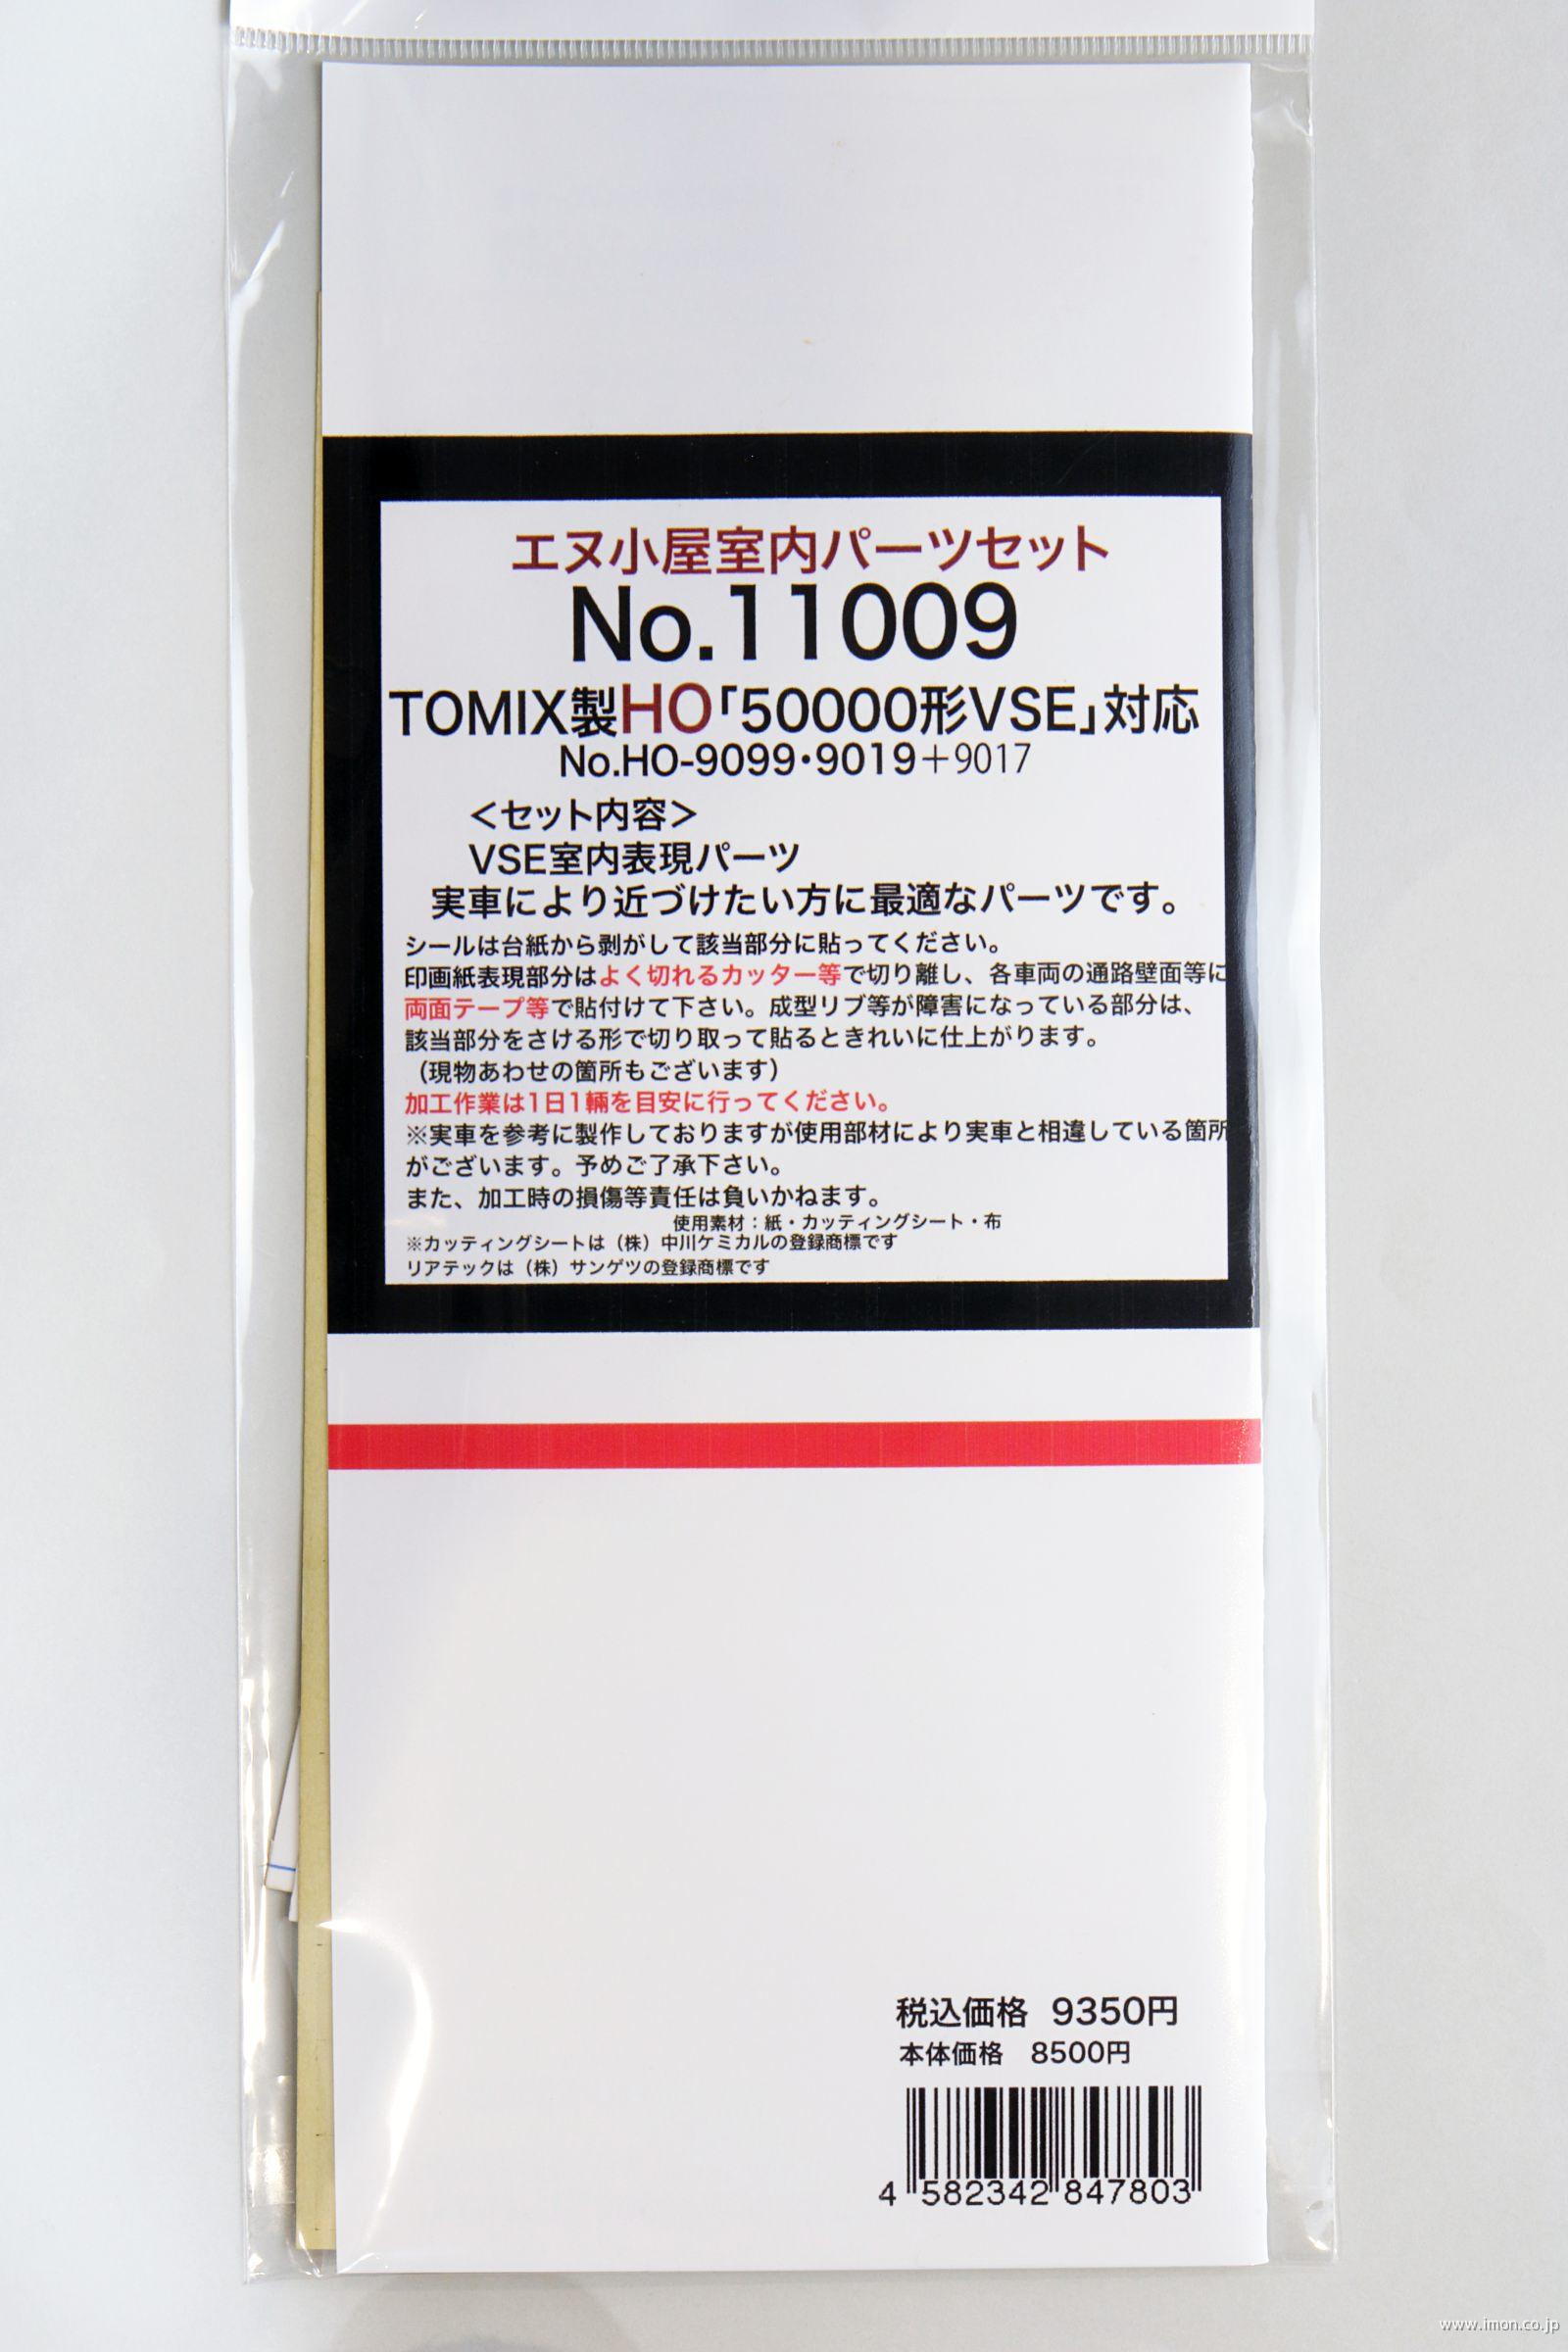 エヌ小屋室内パーツセット
No.11009
TOMIX製HO「50000形VSE」対応
No.HO-9099・9019＋9017
＜セット内容＞
VSE室内表現パーツ
実車により近づけたい方に最適なパーツです。
シールは台紙から剥がして該当部分に貼ってください。
印画紙表現部分はよく切れるカッター等で切り離し、各車両の通路壁面等に
両面テープ等で貼付けて下さい。成型リブ等が障害になっている部分は、
該当部分をさける形で切り取って貼るときれいに仕上がります。
（現物あわせの箇所もございます）
加工作業は1日1輌を目安に行ってください。
※実車を参考に製作しておりますが使用部材により実車と相違している箇所
がございます。予めご了承下さい。
また、加工時の損傷等責任は負いかねます。
使用素材：紙・カッティングシート・布
※カッティングシートは（株）中川ケミカルの登録商標です
リアテックは（株）サンゲツの登録商標です
税込価格 9350円
本体価格 8500円
4 582342 847803
www.imon.co.jp